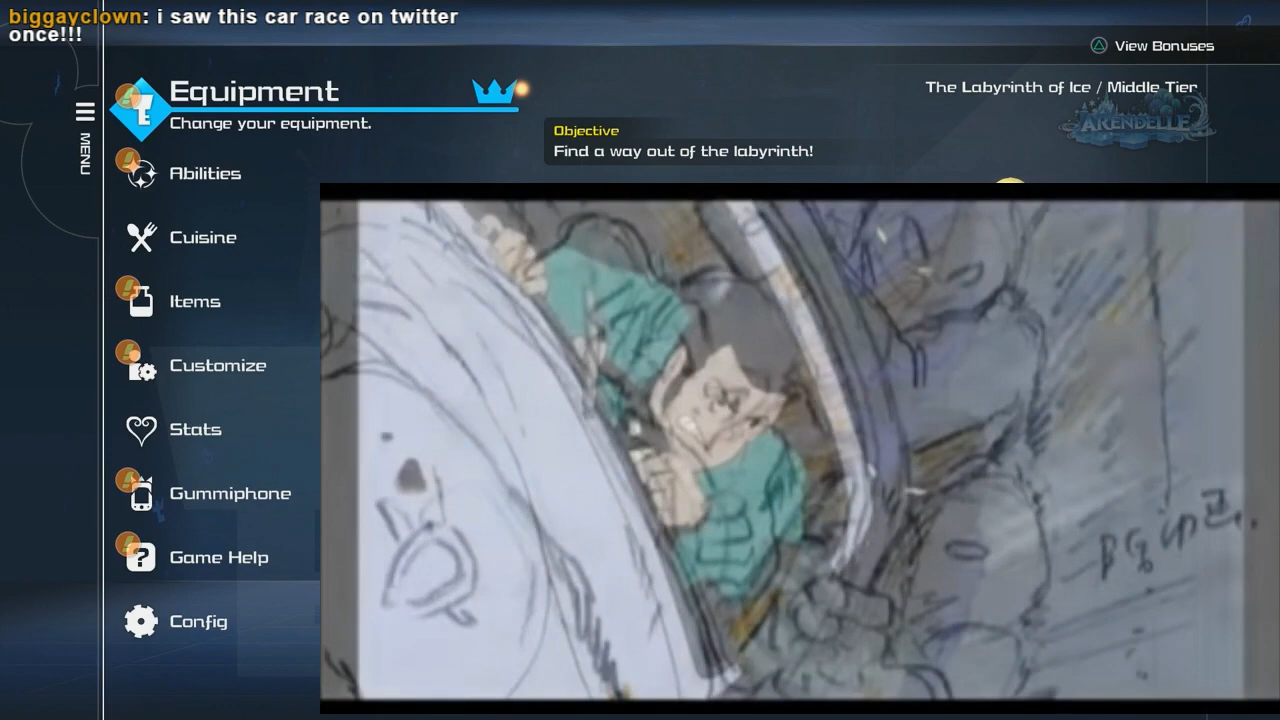 biggayclown: i saw this car race on twitter
once!!!
View Bonuses
Equipment
The Labyrinth of Ice / Middle Tier
ARENDELLE
Change your equipment.
Objective
Find a way out of the labyrinth!
MENU
Abilities
Cuisine
Items
Customize
Stats
Gummiphone
Game Help
Config